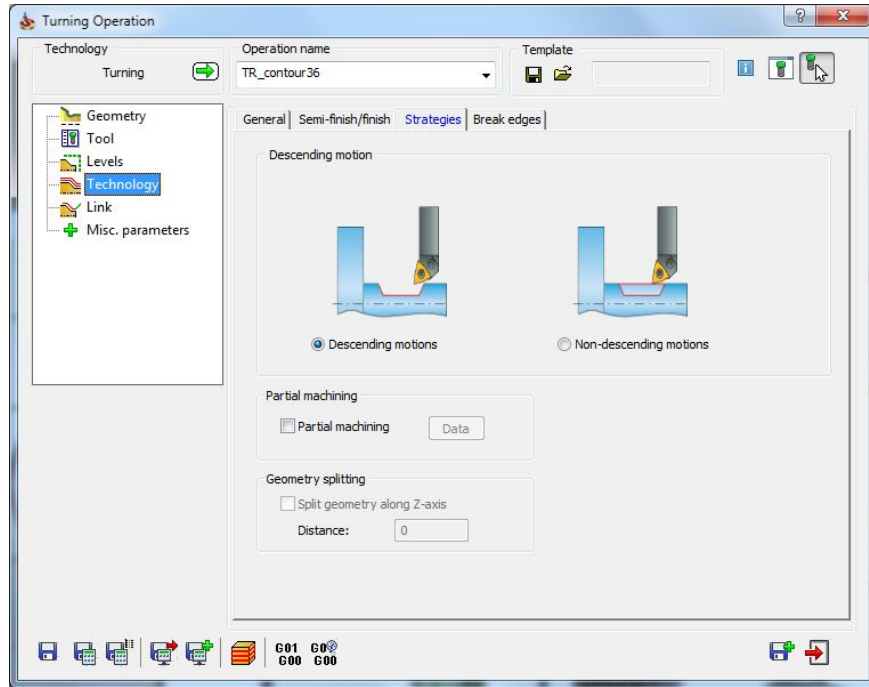 Turning Operation
Technology
Turning
Operation name
TR_contour36
Template
Geometry
Tool
Levels
Technology
Link
Misc. parameters
General
Semi-finish/finish
Strategies
Break edges
Descending motion
Descending motions
Non-descending motions
Partial machining
Partial machining
Data
Geometry splitting
Split geometry along Z-axis
Distance:
0
G01 G0
G00 G00